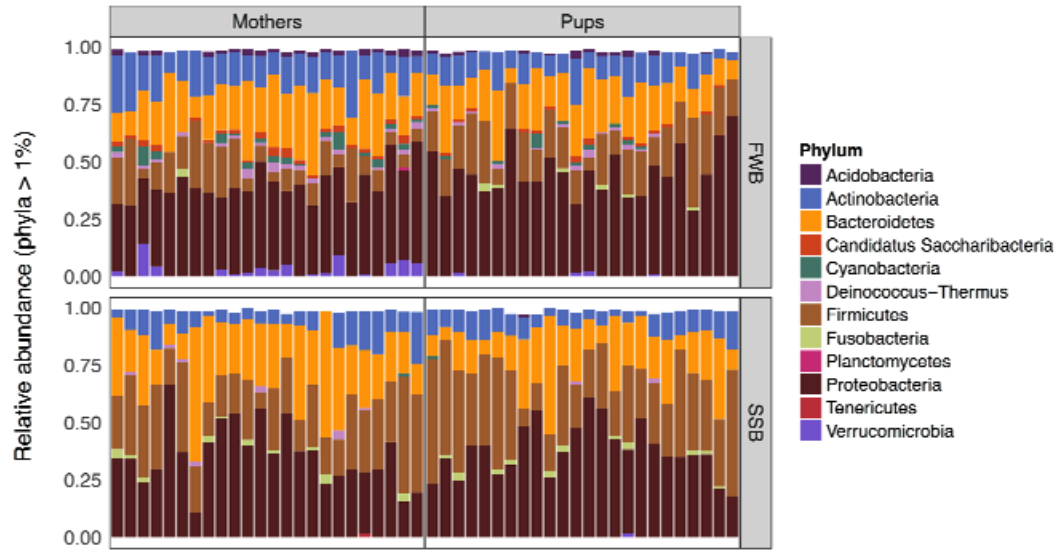 Mothers Pups
Relative abundance (phyla > 1%)
1.00
0.75
0.50
0.25
0.00
FWB
1.00
0.75
0.50
0.25
0.00
SSB
Phylum
Acidobacteria
Actinobacteria
Bacteroidetes
Candidatus Saccharibacteria
Cyanobacteria
Deinococcus−Thermus
Firmicutes
Fusobacteria
Planctomycetes
Proteobacteria
Tenericutes
Verrucomicrobia